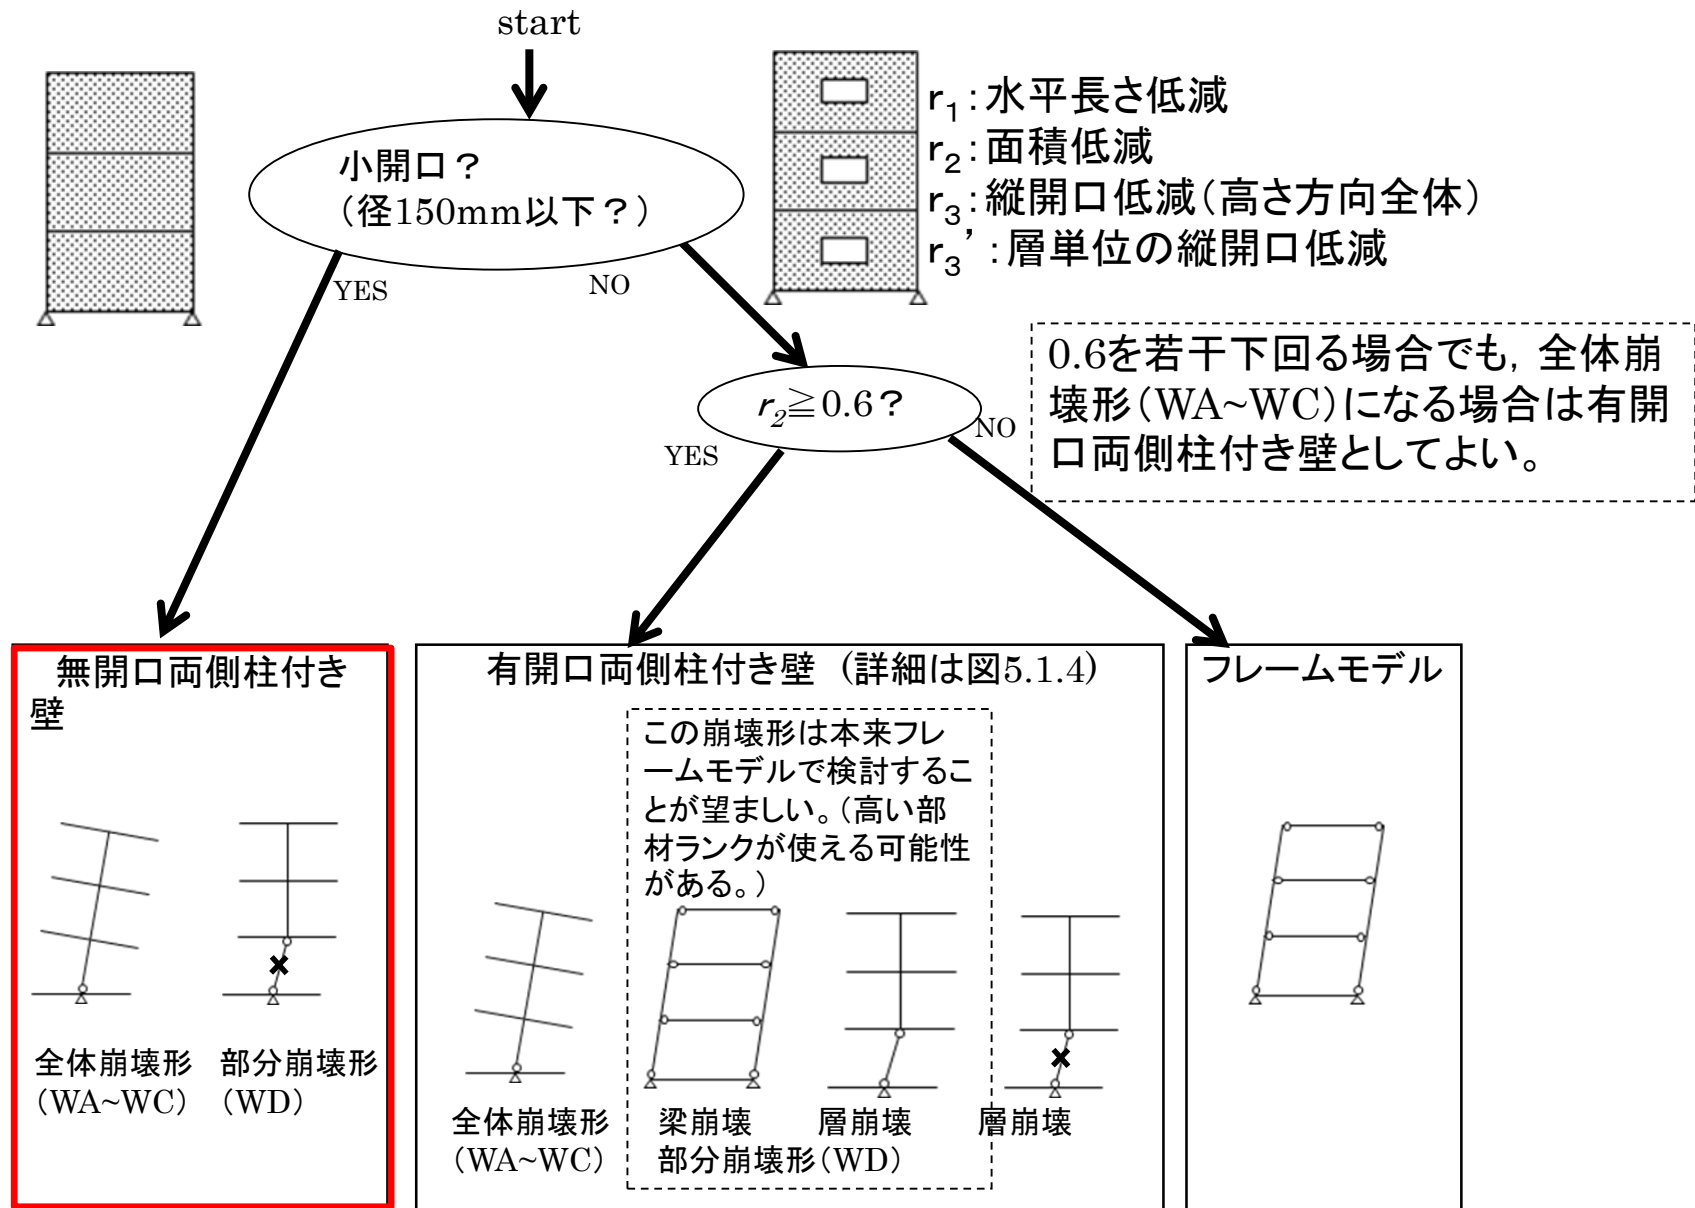 start
小開口？
（径150mm以下？）
r1：水平長さ低減
r2：面積低減
r3：縦開口低減（高さ方向全体）
r3’：層単位の縦開口低減
YES
NO
r2≧0.6？
YES
NO
0.6を若干下回る場合でも，全体崩
壊形（WA~WC）になる場合は有開
口両側柱付き壁としてよい。
無開口両側柱付き
壁
全体崩壊形
（WA~WC）
部分崩壊形
（WD）
有開口両側柱付き壁（詳細は図5.1.4）
この崩壊形は本来フレ
ームモデルで検討するこ
とが望ましい。（高い部
材ランクが使える可能性
がある。）
全体崩壊形
（WA~WC）
梁崩壊
層崩壊
部分崩壊形（WD）
層崩壊
フレームモデル